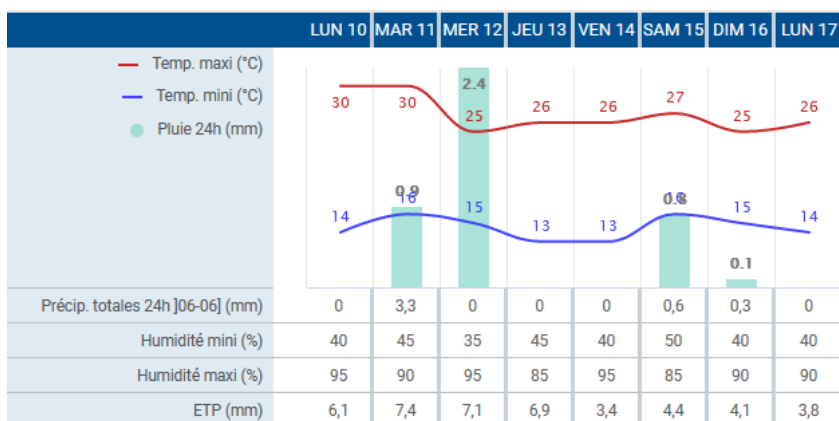 LUN 10 MAR 11 MER 12 JEU 13 VEN 14 SAM 15 DIM 16 LUN 17
Temp. maxi (°C)
Temp. mini (°C)
Pluie 24h (mm)
30 30 25 26 26 27 25 26
2.4
0.9 0.8 0.1
14 16 15 13 13 16 15 14
Précip. totales 24h ]06-06] (mm) 0 3,3 0 0 0 0,6 0,3 0
Humidité mini (%) 40 45 35 45 40 50 40 40
Humidité maxi (%) 95 90 95 85 95 85 90 90
ETP (mm) 6,1 7,4 7,1 6,9 3,4 4,4 4,1 3,8